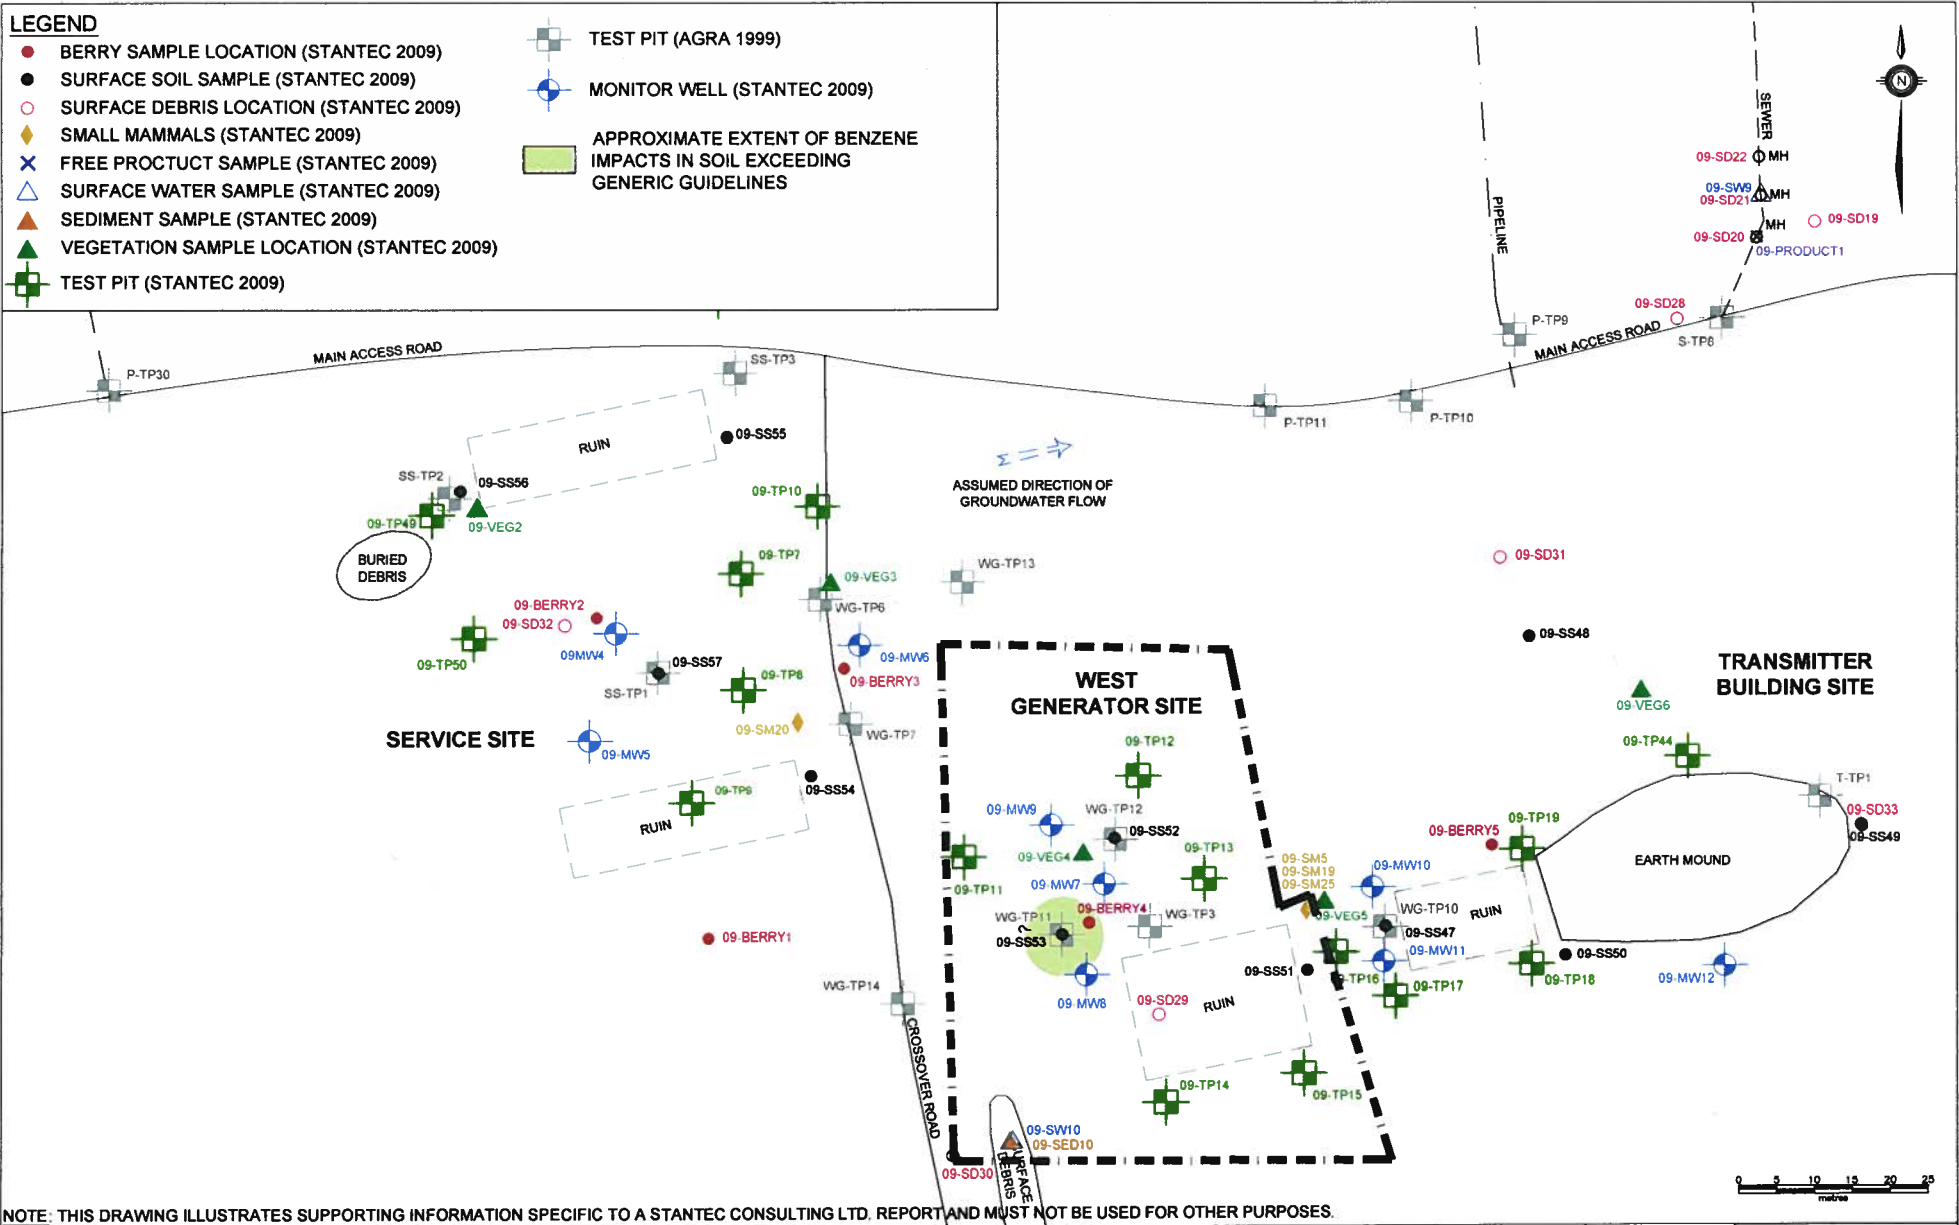 LEGEND
BERRY SAMPLE LOCATION (STANTEC 2009)
SURFACE SOIL SAMPLE (STANTEC 2009)
SURFACE DEBRIS LOCATION (STANTEC 2009)
SMALL MAMMALS (STANTEC 2009)
FREE PROCTUCT SAMPLE (STANTEC 2009)
SURFACE WATER SAMPLE (STANTEC 2009)
SEDIMENT SAMPLE (STANTEC 2009)
VEGETATION SAMPLE LOCATION (STANTEC 2009)
TEST PIT (STANTEC 2009)
TEST PIT (AGRA 1999)
MONITOR WELL (STANTEC 2009)
APPROXIMATE EXTENT OF BENZENE
IMPACTS IN SOIL EXCEEDING
GENERIC GUIDELINES
N
SEWER
09-SD22
MH
09-SW9
09-SD21
MH
MH
09-SD19
09-SD20
09-PRODUCT1
PIPELINE
09-SD28
P-TP9
MAIN ACCESS ROAD
S-TP8
MAIN ACCESS ROAD
P-TP30
SS-TP3
P-TP11
P-TP10
09-SS55
RUIN
SS-TP2
09-SS56
09-TP49
09-VEG2
BURIED
DEBRIS
09-TP10
ASSUMED DIRECTION OF
GROUNDWATER FLOW
09-TP7
09-VEG3
WG-TP6
WG-TP13
09-SD31
09-BERRY2
09-SD32
09MW4
09-TP50
09-MW6
09-BERRY3
09-SS57
SS-TP1
09-TP8
09-SM20
WG-TP7
09-SS48
WEST
GENERATOR SITE
TRANSMITTER
BUILDING SITE
09-VEG6
SERVICE SITE
09-MW5
09-TP12
09-TP44
09-SS54
09-TP9
RUIN
T-TP1
09-SD33
09-SS49
09-MW9
WG-TP12
09-SS52
09-TP13
09-VEG4
09-MW7
09-TP11
09-BERRY5
09-TP19
EARTH MOUND
09-SM5
09-SM19
09-SM25
09-MW10
09-BERRY4
WG-TP11
?
09-SS53
WG-TP3
09-VEG5
WG-TP10
09-SS47
RUIN
09-BERRY1
09-MW11
09-SS50
09-SS51
09-TP16
09-TP17
09-TP18
09-MW12
09-MW8
09-SD29
RUIN
WG-TP14
CROSSOVER ROAD
09-TP14
09-TP15
09-SW10
09-SED10
09-SD30
SURFACE
DEBRIS
0 5 10 15 20 25
metres
NOTE: THIS DRAWING ILLUSTRATES SUPPORTING INFORMATION SPECIFIC TO A STANTEC CONSULTING LTD. REPORT AND MUST NOT BE USED FOR OTHER PURPOSES.